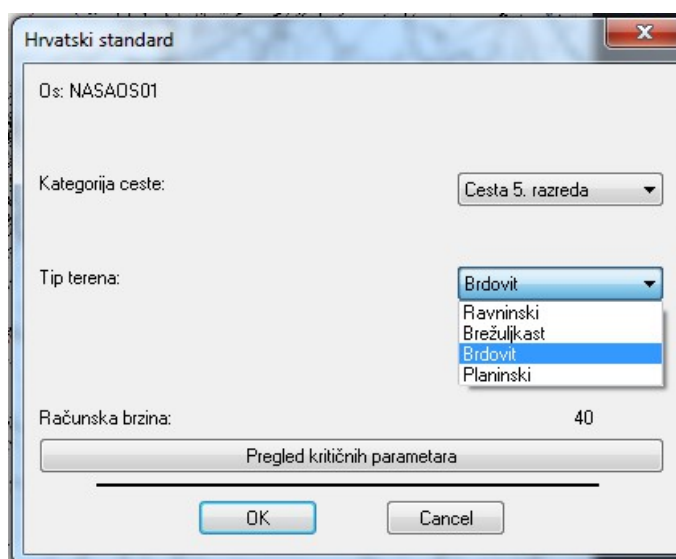 Hrvatski standard
Os: NASAOS01
Kategorija ceste:
Cesta 5. razreda
Tip terena:
Brdovit
Ravninski
Brežuljkast
Brdovit
Planinski
Računska brzina:
40
Pregled kritičnih parametara
OK
Cancel